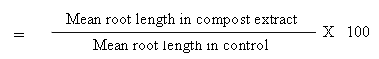 Mean root length in compost extract
= X 100
Mean root length in control